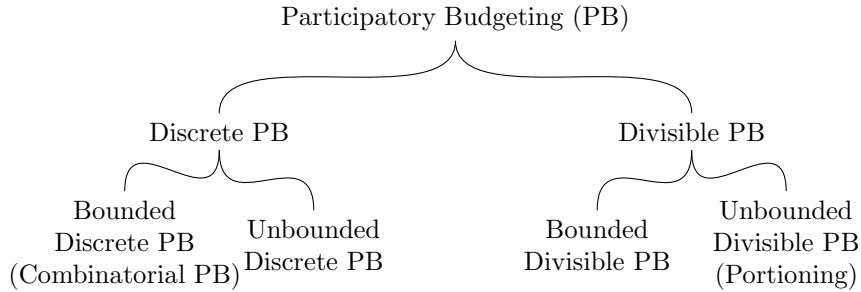 Participatory Budgeting (PB)
Discrete PB
Divisible PB
Bounded
Discrete PB
(Combinatorial PB)
Unbounded
Discrete PB
Bounded
Divisible PB
Unbounded
Divisible PB
(Portioning)